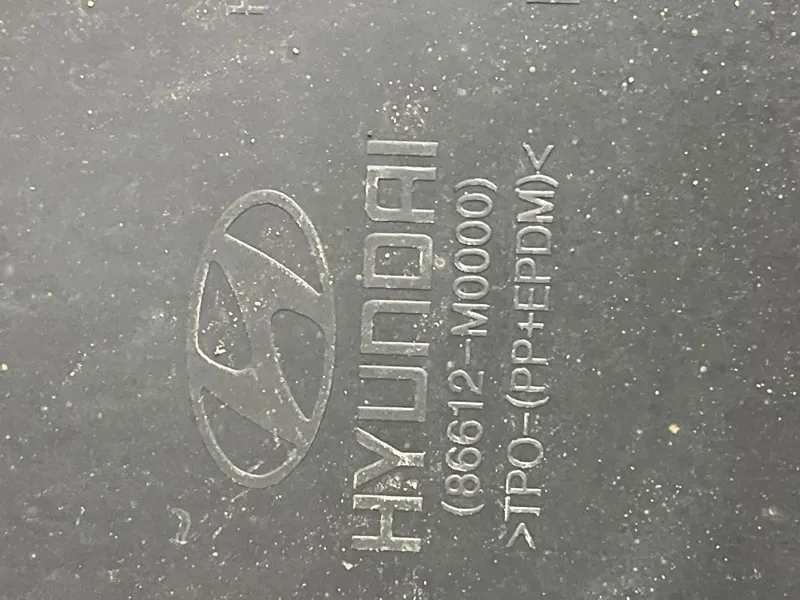 HYUNDAI
(86612-M0000)
>TPO-(PP+EPDM)<